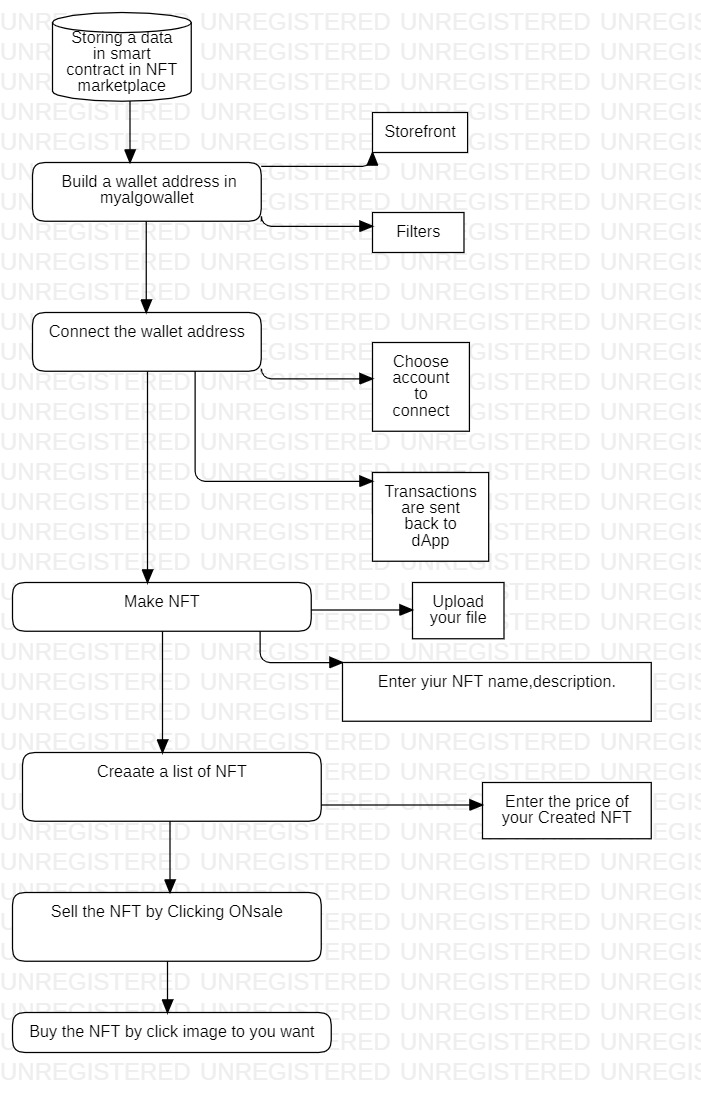 Storing a data
in smart
contract in NFT
marketplace
Storefront
Build a wallet address in
myalgowallet
Filters
Connect the wallet address
Choose
account
to
connect
Transactions
are sent
back to
dApp
Make NFT
Upload
your file
Enter yiur NFT name,description.
Creaate a list of NFT
Enter the price of
your Created NFT
Sell the NFT by Clicking ONsale
Buy the NFT by click image to you want
UNREGISTERED